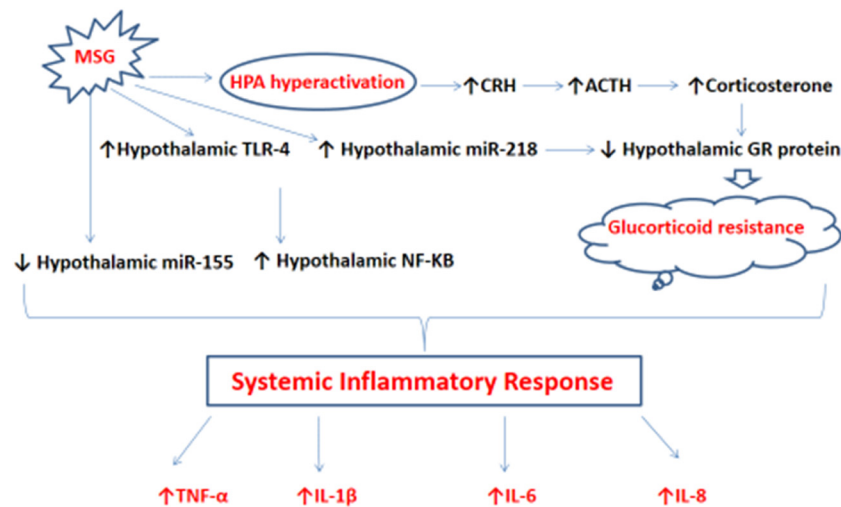 MSG
HPA hyperactivation
↑CRH
↑ACTH
↑Corticosterone
↑Hypothalamic TLR-4
↑ Hypothalamic miR-218
↓ Hypothalamic GR protein
Glucorticoid resistance
↓ Hypothalamic miR-155
↑ Hypothalamic NF-KB
Systemic Inflammatory Response
↑TNF-α
↑IL-1β
↑IL-6
↑IL-8